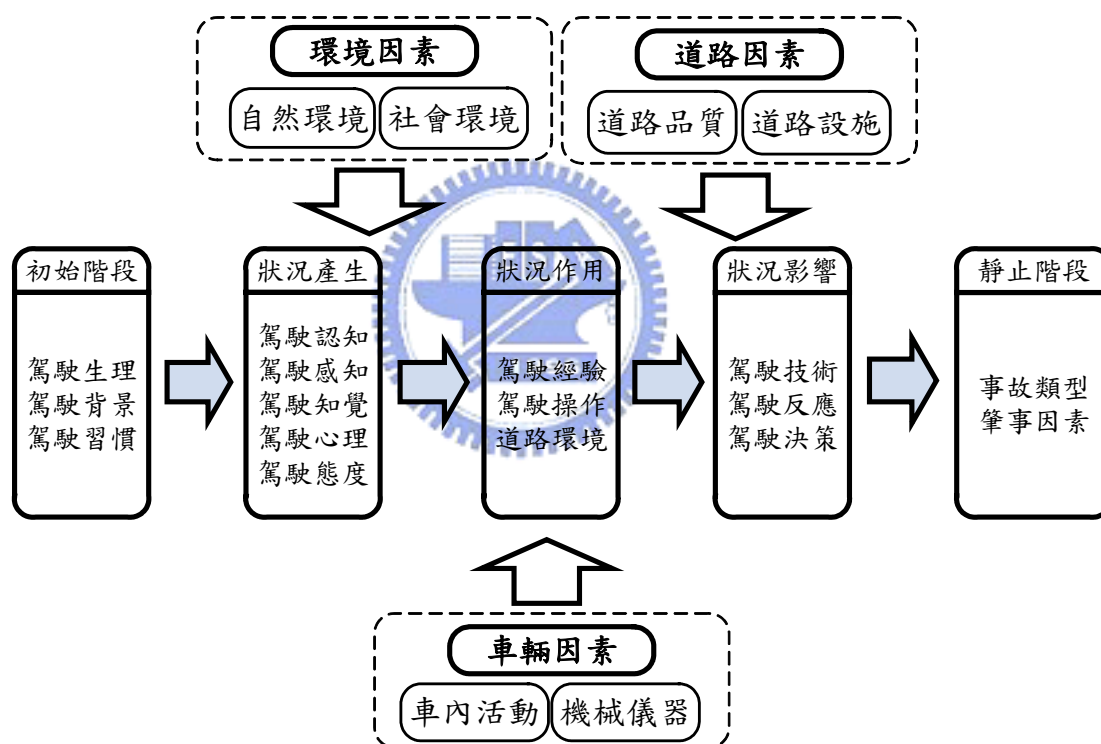 環境因素
自然環境 社會環境
道路因素
道路品質 道路設施
初始階段
駕駛生理
駕駛背景
駕駛習慣
狀況產生
駕駛認知
駕駛感知
駕駛知覺
駕駛心理
駕駛態度
狀況作用
駕駛經驗
駕駛操作
道路環境
狀況影響
駕駛技術
駕駛反應
駕駛決策
靜止階段
事故類型
肇事因素
車輛因素
車內活動 機械儀器